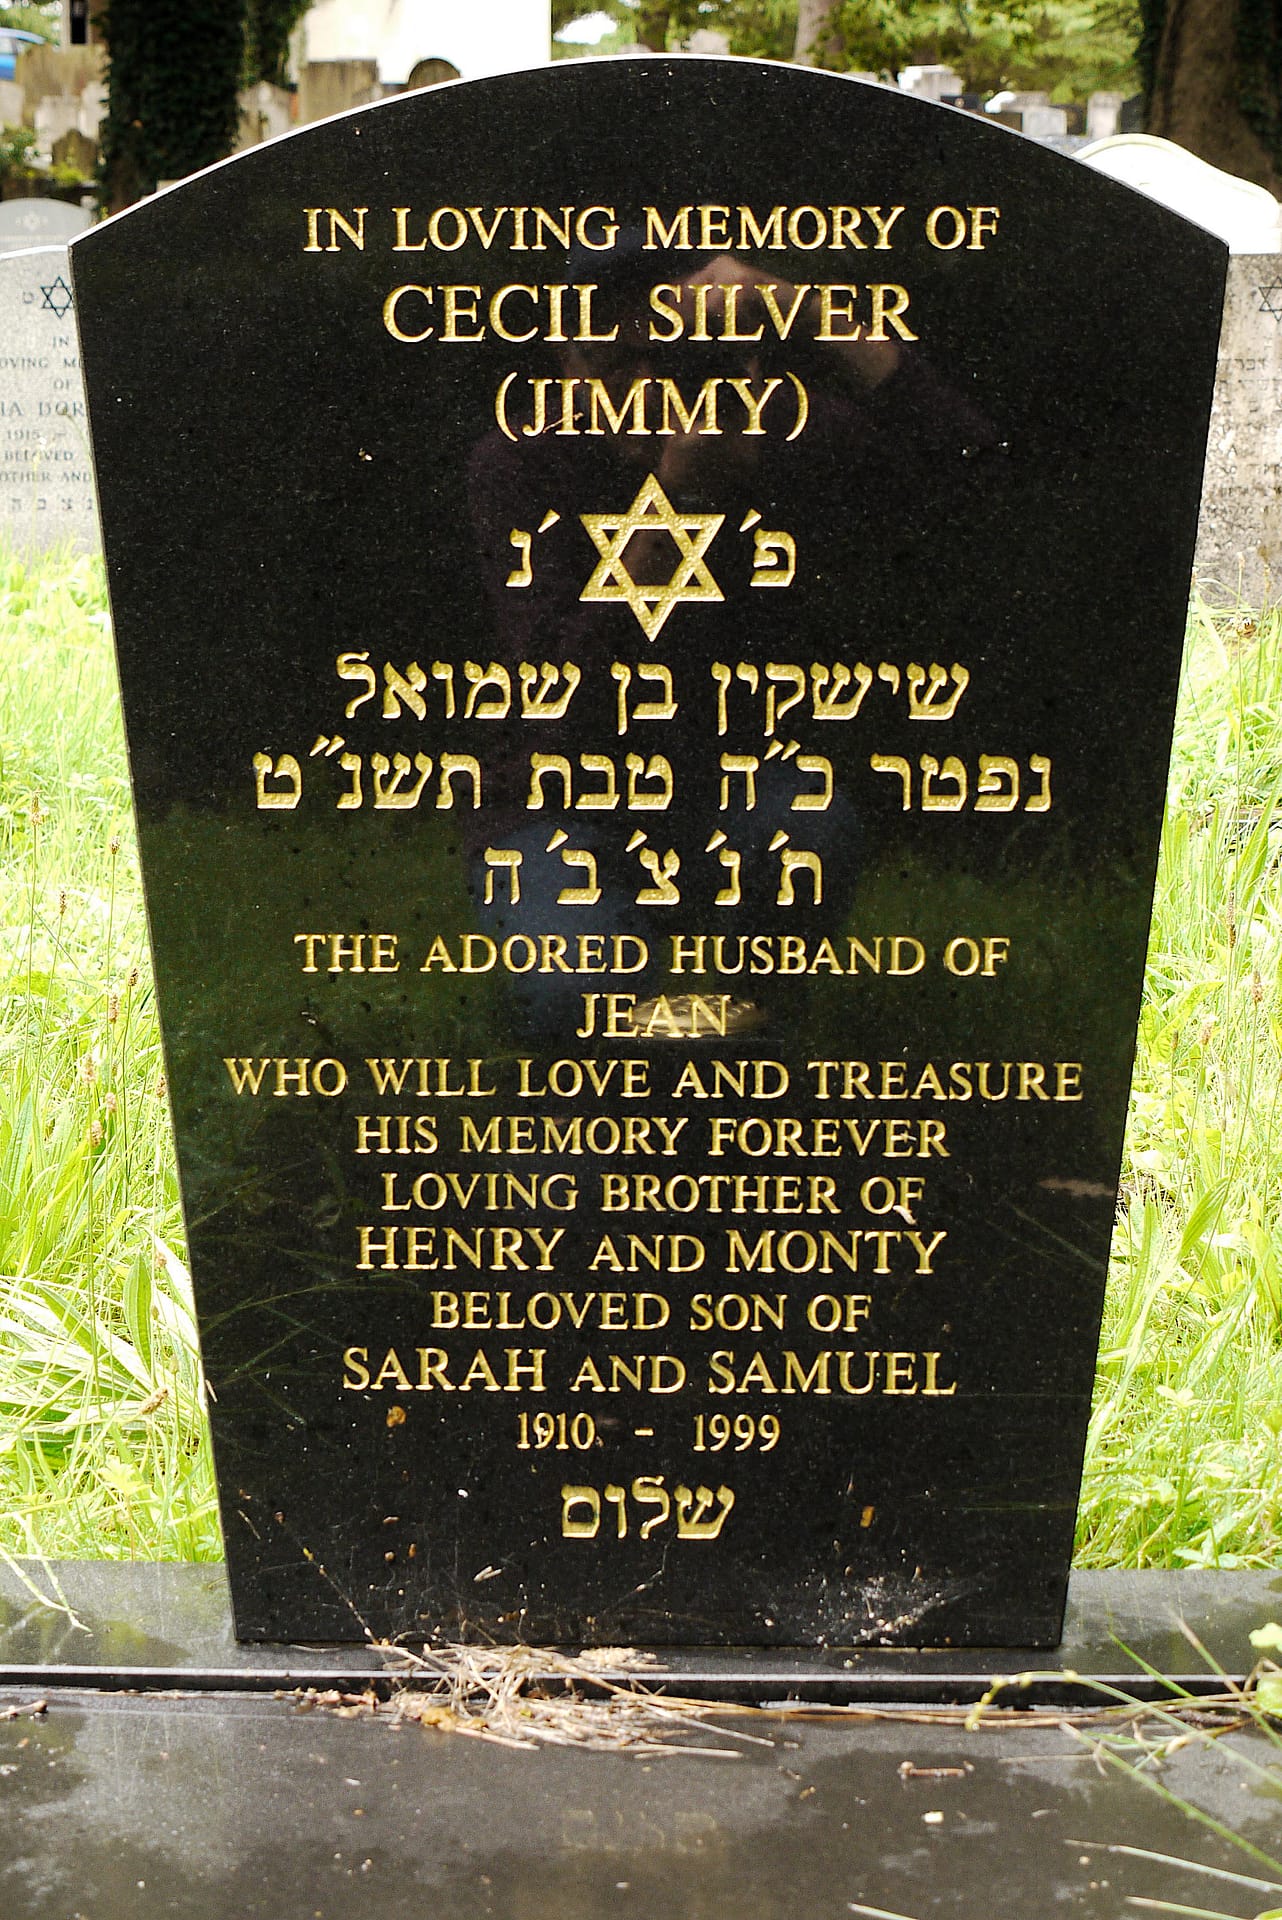 IN LOVING MEMORY OF
CECIL SILVER
(JIMMY)
פ׳ נ׳
שישקין בן שמואל
נפטר כ״ה טבת תשנ״ט
ת׳ נ׳ צ׳ ב׳ ה
THE ADORED HUSBAND OF
JEAN
WHO WILL LOVE AND TREASURE
HIS MEMORY FOREVER
LOVING BROTHER OF
HENRY AND MONTY
BELOVED SON OF
SARAH AND SAMUEL
1910 - 1999
שלום